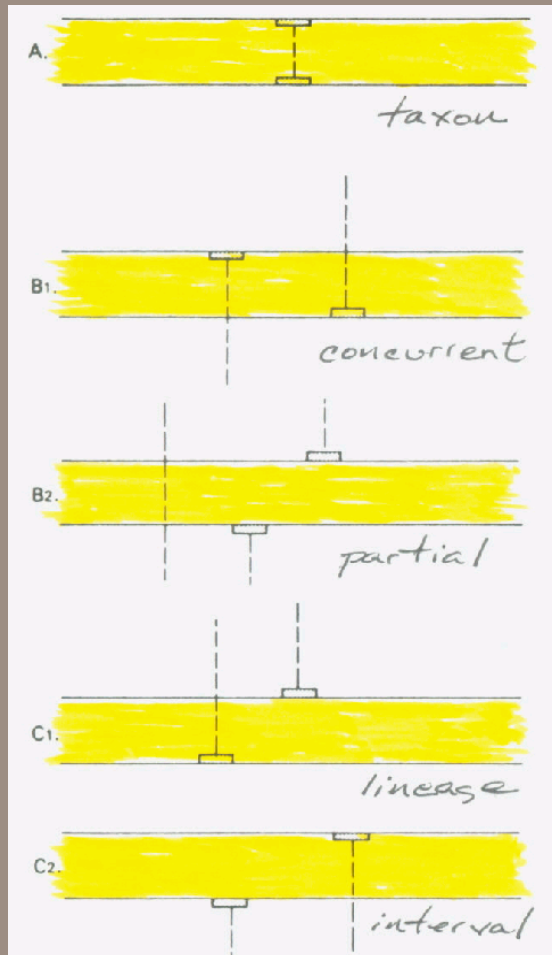 A.
taxon
B1.
concurrent
B2.
partial
C1.
lineage
C2.
interval